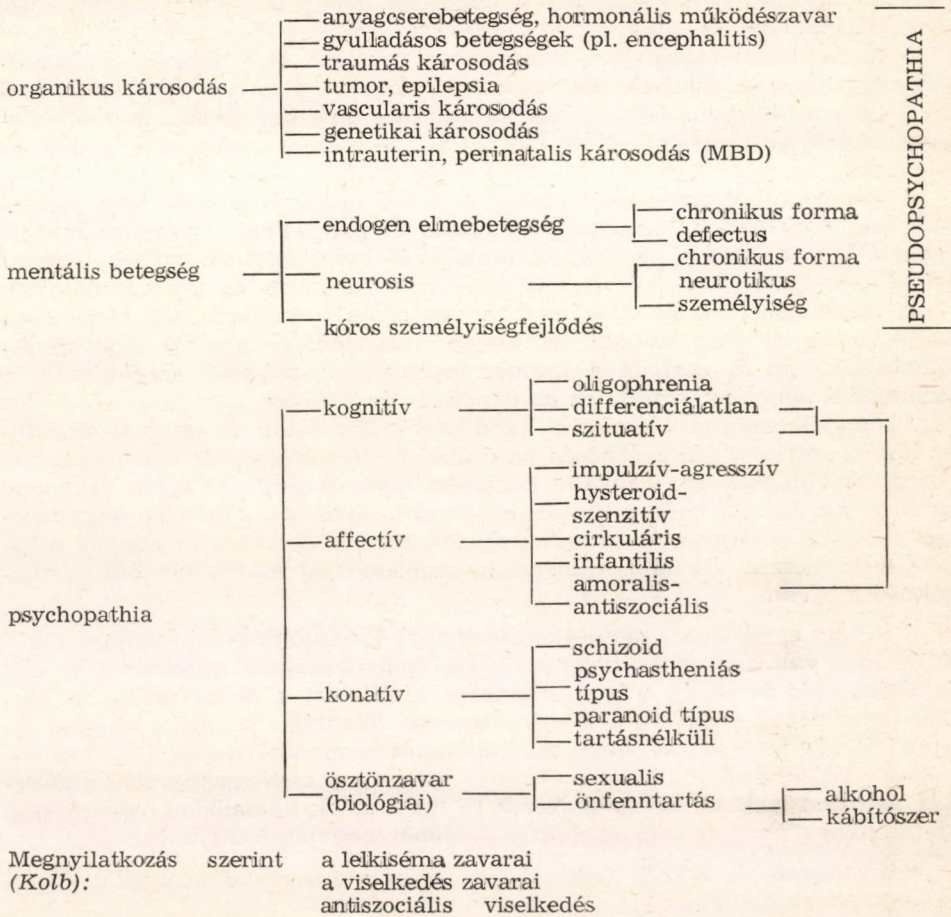 anyagcserebetegség, hormonális működészavar
gyulladásos betegségek (pl. encephalitis)
traumás károsodás
organikus károsodás
tumor, epilepsia
vascularis károsodás
genetikai károsodás
intrauterin, perinatalis károsodás (MBD)
PSEUDOPSYCHOPATHIA
mentális betegség
endogen elmebetegség
chronikus forma
defectus
neurosis
chronikus forma
neurotikus
személyiség
kóros személyiségfejlődés
psychopathia
kognitív
oligophrenia
differenciálatlan
szituatív
affectív
impulzív-agresszív
hysteroid-
szenzitív
cirkuláris
infantilis
amoralis-
antiszociális
konatív
schizoid
psychastheniás
típus
paranoid típus
tartásnélküli
ösztönzavar
(biológiai)
sexualis
önfenntartás
alkohol
kábítószer
Megnyilatkozás szerint a lelkiséma zavarai
(Kolb): a viselkedés zavarai
antiszociális viselkedés